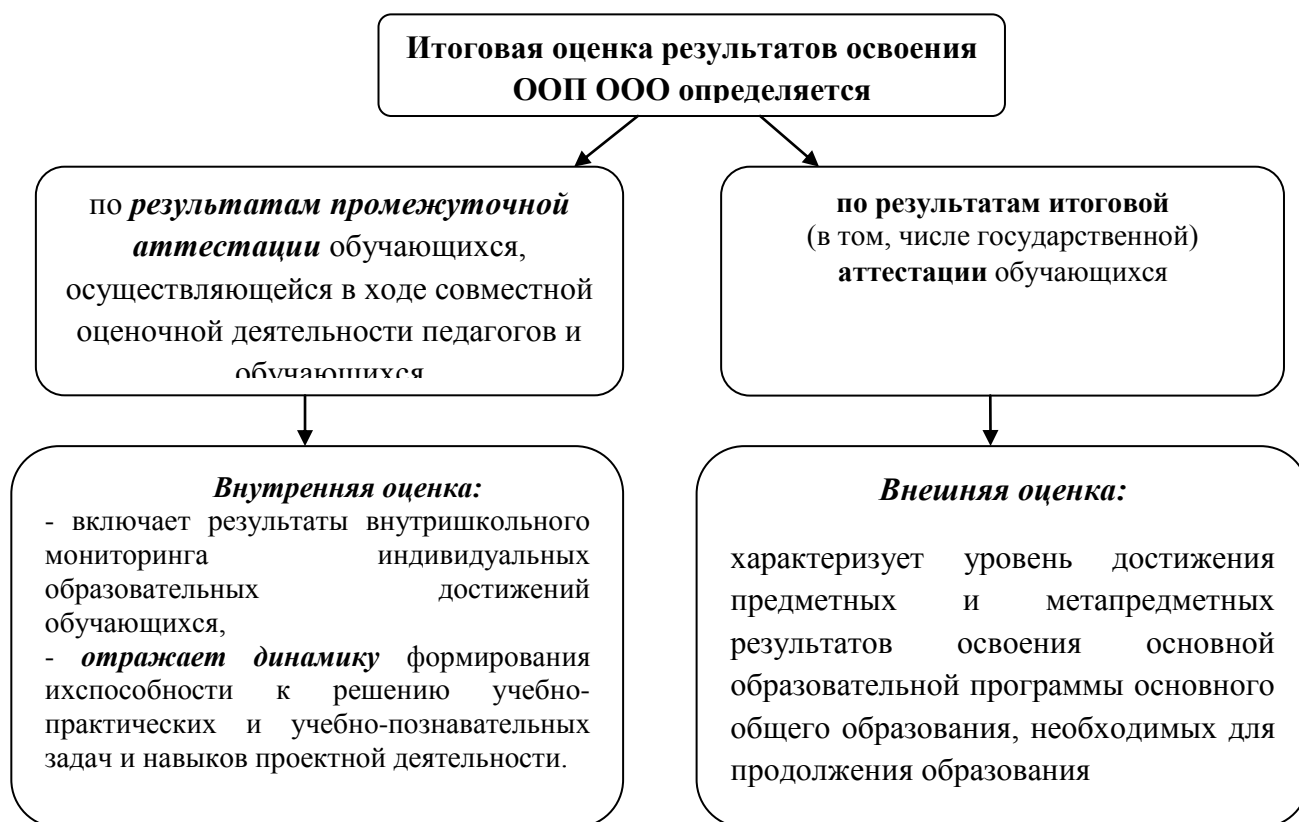 Итоговая оценка результатов освоения
ООП ООО определяется
по результатам промежуточной
аттестации обучающихся,
осуществляющейся в ходе совместной
оценочной деятельности педагогов и
обучающихся
по результатам итоговой
(в том, числе государственной)
аттестации обучающихся
Внутренняя оценка:
- включает результаты внутришкольного
мониторинга индивидуальных
образовательных достижений
обучающихся,
- отражает динамику формирования
ихспособности к решению учебно-
практических и учебно-познавательных
задач и навыков проектной деятельности.
Внешняя оценка:
характеризует уровень достижения
предметных и метапредметных
результатов освоения основной
образовательной программы основного
общего образования, необходимых для
продолжения образования